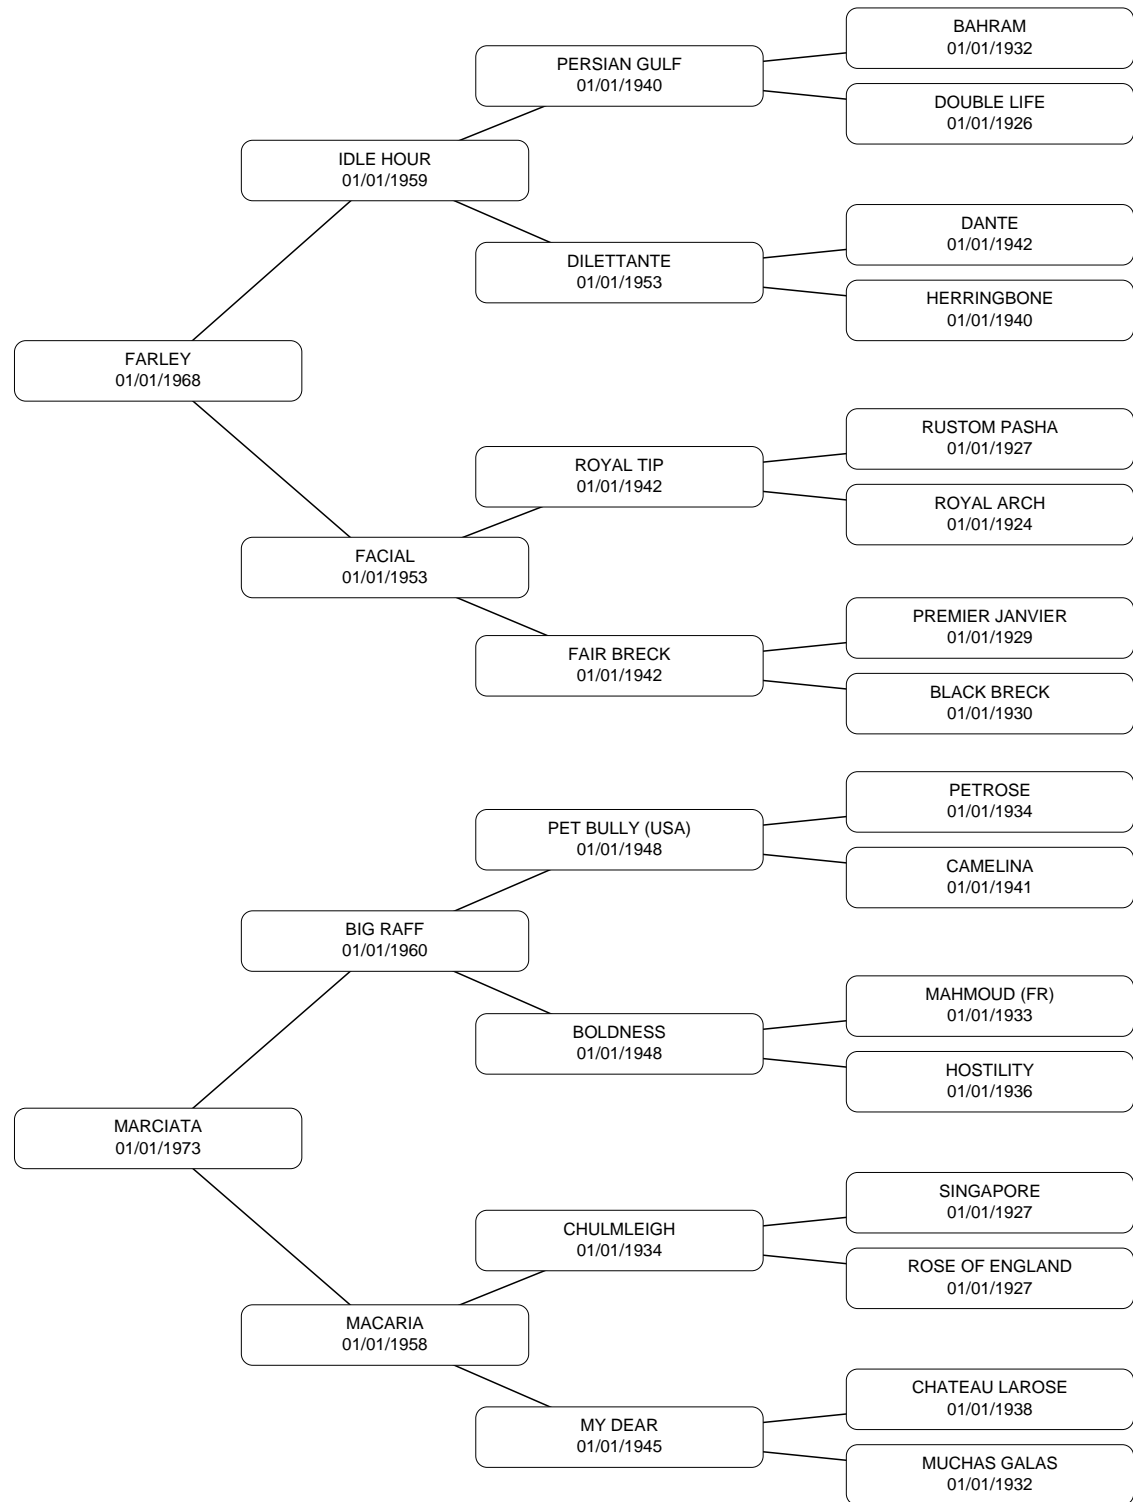 BAHRAM
01/01/1932
PERSIAN GULF
01/01/1940
DOUBLE LIFE
01/01/1926
IDLE HOUR
01/01/1959
DANTE
01/01/1942
DILETTANTE
01/01/1953
HERRINGBONE
01/01/1940
FARLEY
01/01/1968
RUSTOM PASHA
01/01/1927
ROYAL TIP
01/01/1942
ROYAL ARCH
01/01/1924
FACIAL
01/01/1953
PREMIER JANVIER
01/01/1929
FAIR BRECK
01/01/1942
BLACK BRECK
01/01/1930
PETROSE
01/01/1934
PET BULLY (USA)
01/01/1948
CAMELINA
01/01/1941
BIG RAFF
01/01/1960
MAHMOUD (FR)
01/01/1933
BOLDNESS
01/01/1948
HOSTILITY
01/01/1936
MARCIATA
01/01/1973
SINGAPORE
01/01/1927
CHULMLEIGH
01/01/1934
ROSE OF ENGLAND
01/01/1927
MACARIA
01/01/1958
CHATEAU LAROSE
01/01/1938
MY DEAR
01/01/1945
MUCHAS GALAS
01/01/1932